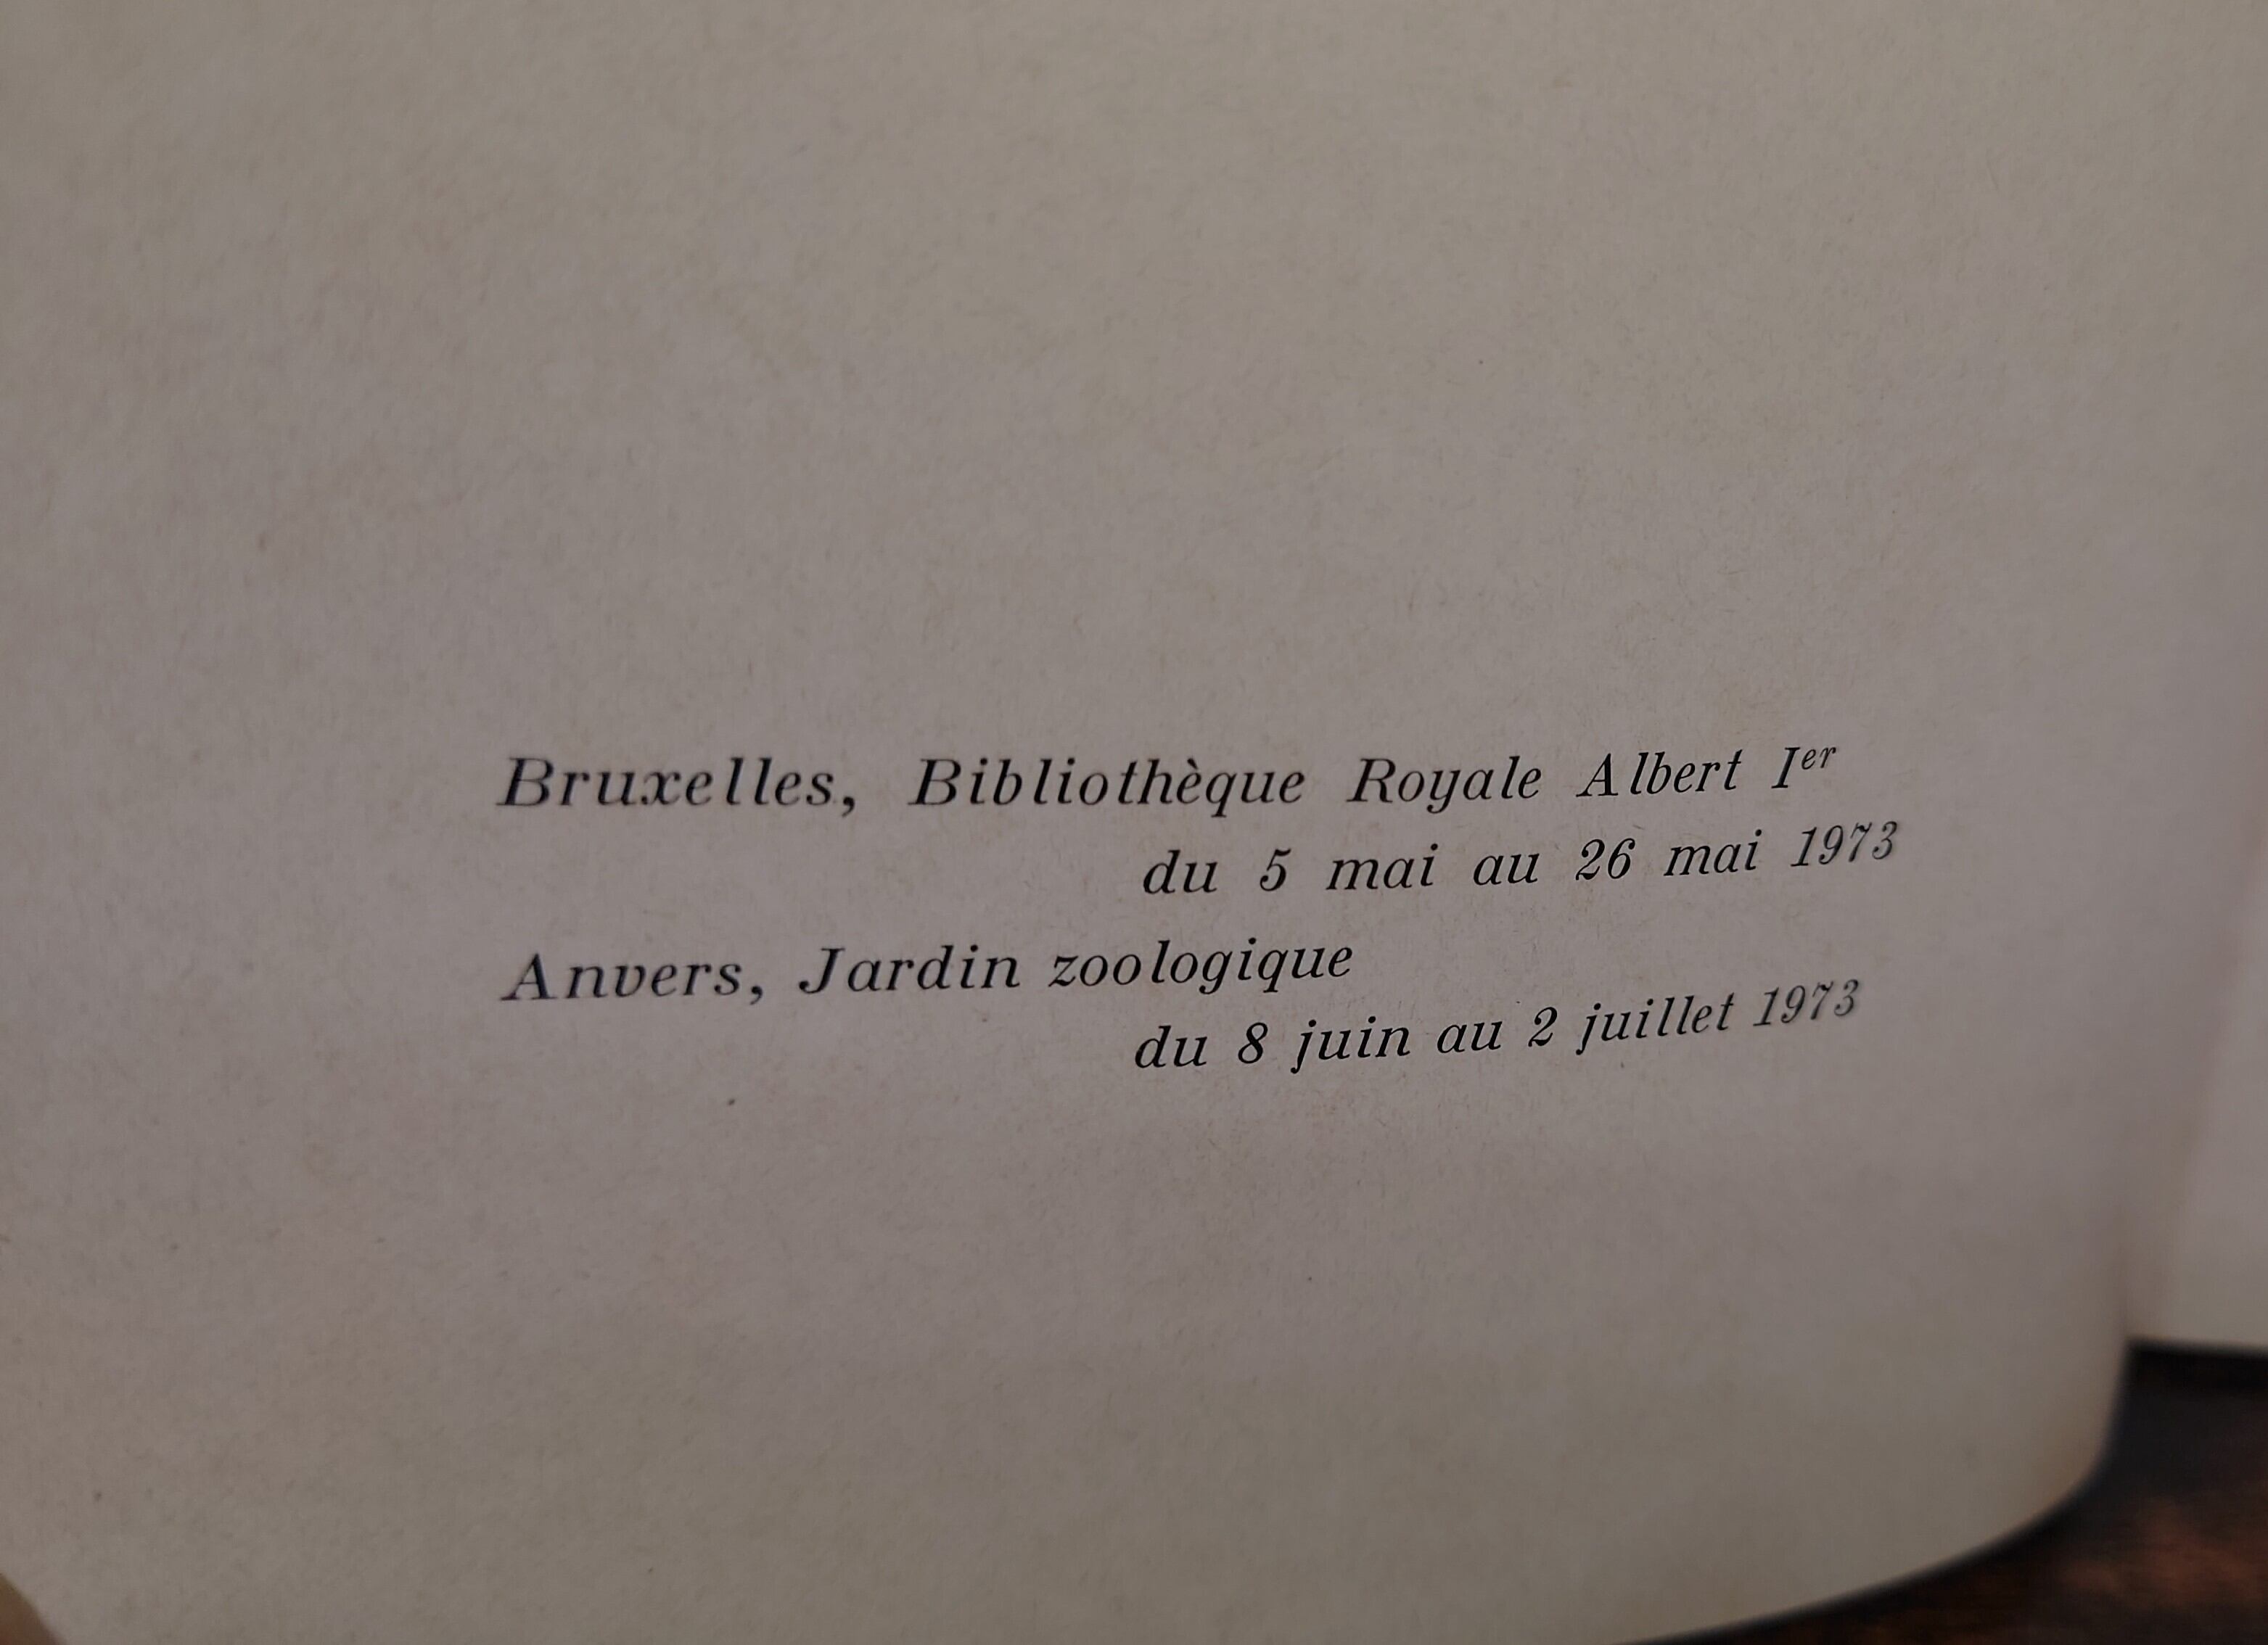 Bruxelles, Bibliothèque Royale Albert Ier
du 5 mai au 26 mai 1973
Anvers, Jardin zoologique
du 8 juin au 2 juillet 1973